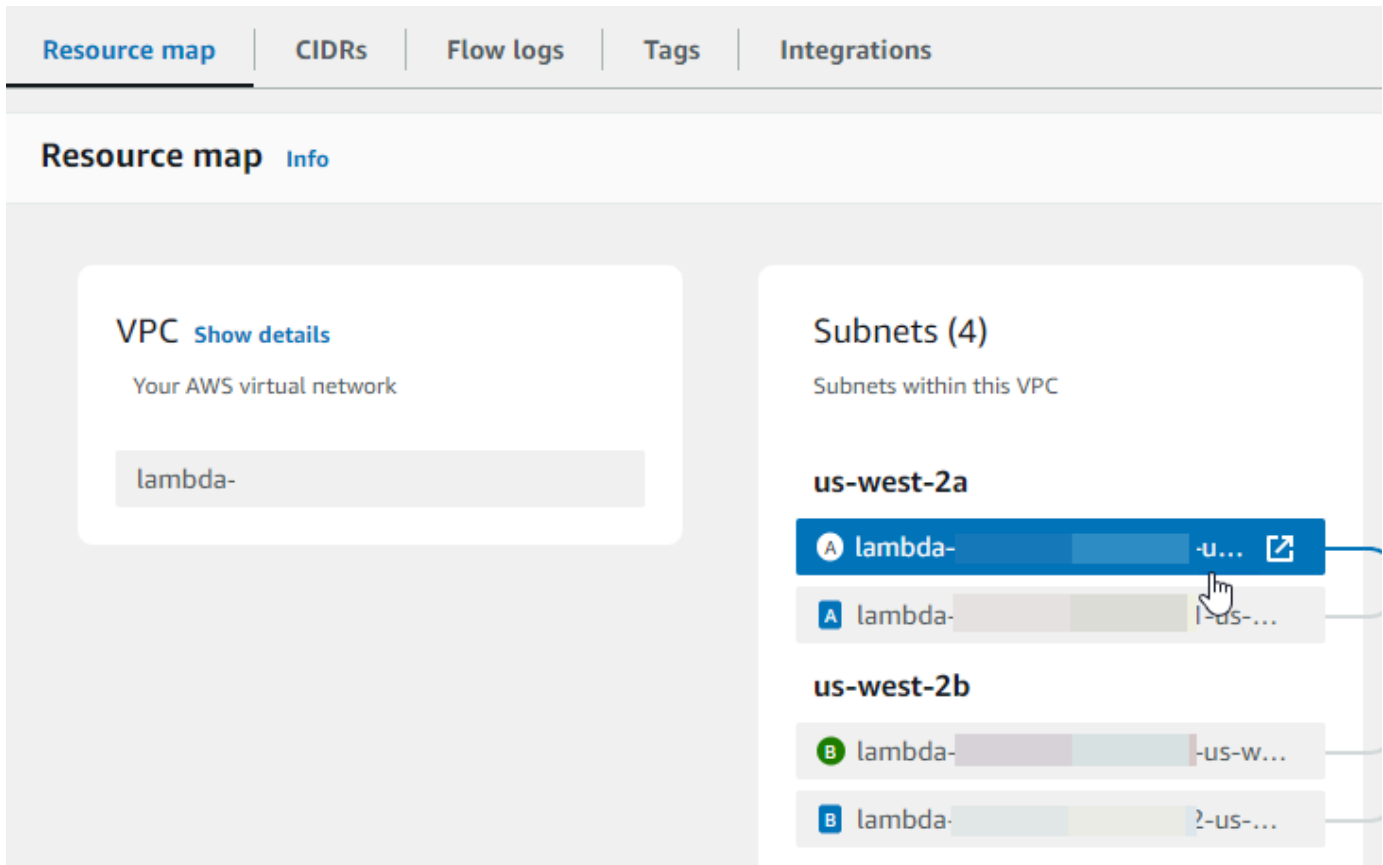 Resource map CIDRs Flow logs Tags Integrations
Resource map Info
VPC Show details
Your AWS virtual network
lambda-
Subnets (4)
Subnets within this VPC
us-west-2a
A lambda- -u...
A lambda- 1-us-...
us-west-2b
B lambda- -us-w...
B lambda- 2-us-...